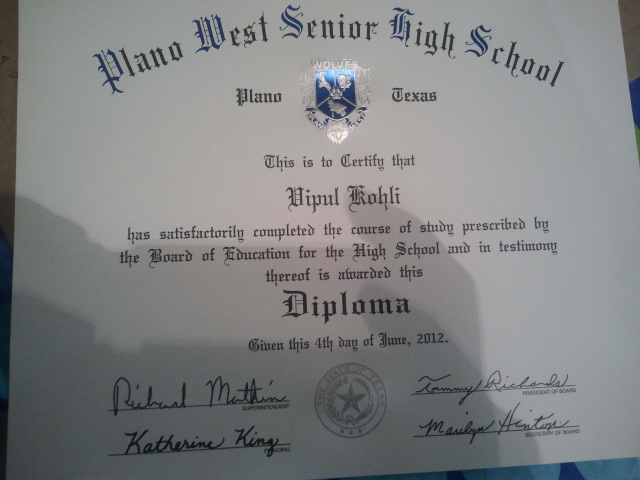 Plano West Senior High School
WOLVES
Plano Texas
This is to Certify that
Vipul Kohli
has satisfactorily completed the course of study prescribed by
the Board of Education for the High School and in testimony
thereof is awarded this
Diploma
Given this 4th day of June, 2012.
Richard Matkin
SUPERINTENDENT
Tammy Richards
PRESIDENT OF BOARD
Katherine King
PRINCIPAL
Marilyn Hinton
SECRETARY OF BOARD
THE STATE OF TEXAS